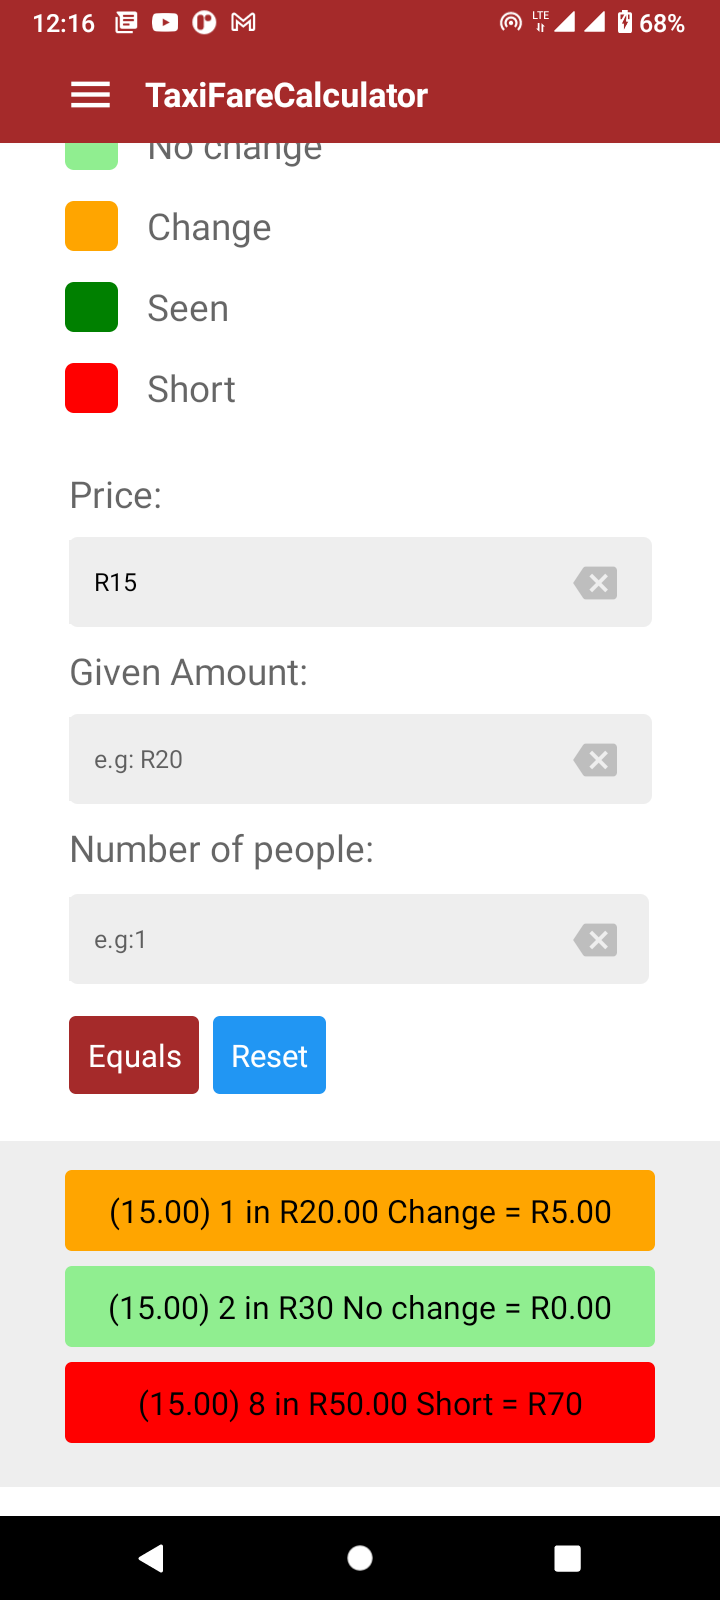 12:16 LTE 68%
TaxiFareCalculator
No change
Change
Seen
Short
Price:
R15
Given Amount:
e.g: R20
Number of people:
e.g:1
Equals Reset
(15.00) 1 in R20.00 Change = R5.00
(15.00) 2 in R30 No change = R0.00
(15.00) 8 in R50.00 Short = R70